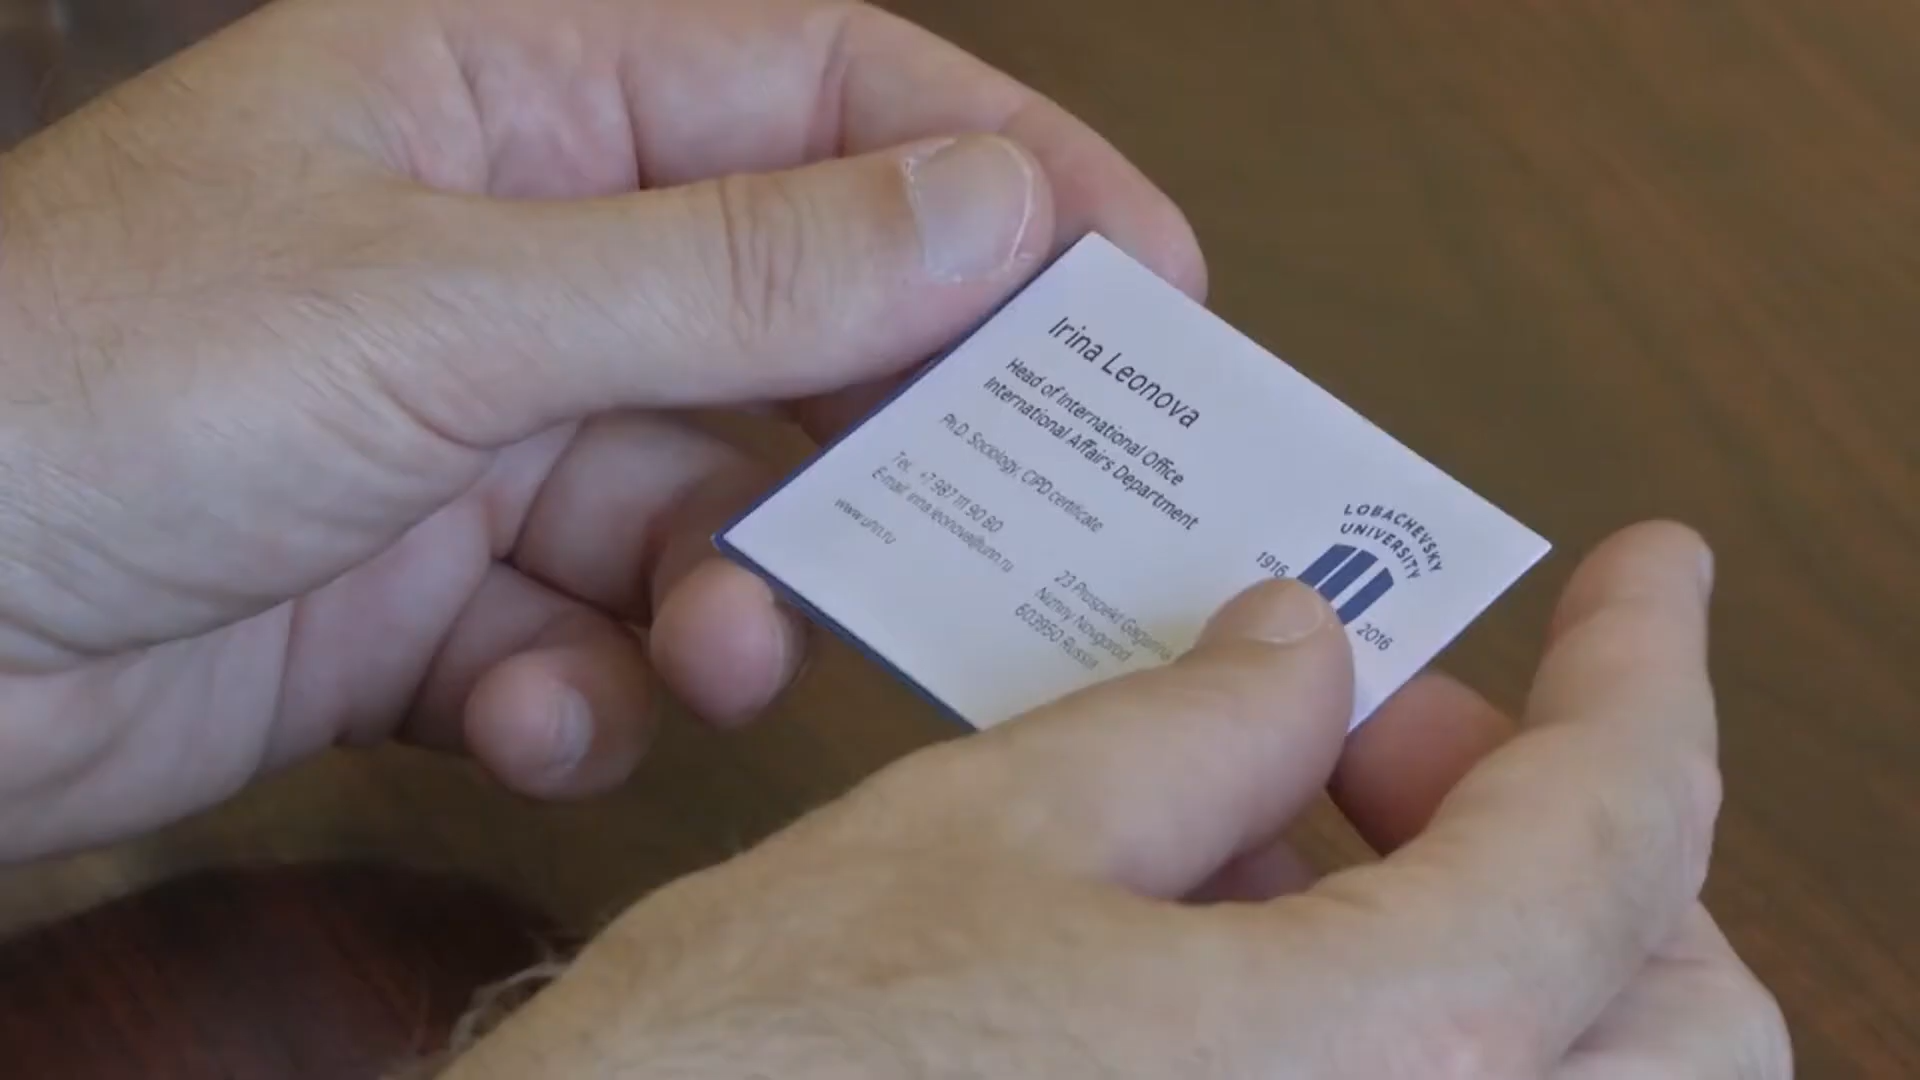 Irina Leonova
Head of International Office
International Affairs Department
Ph.D. Sociology, CIPD certificate
Tel.: +7 987 111 90 80
E-mail: irina.leonova@unn.ru
www.unn.ru
23 Prospekt Gagarina
Nizhny Novgorod
603950 Russia
LOBACHEVSKY
UNIVERSITY
1916
2016